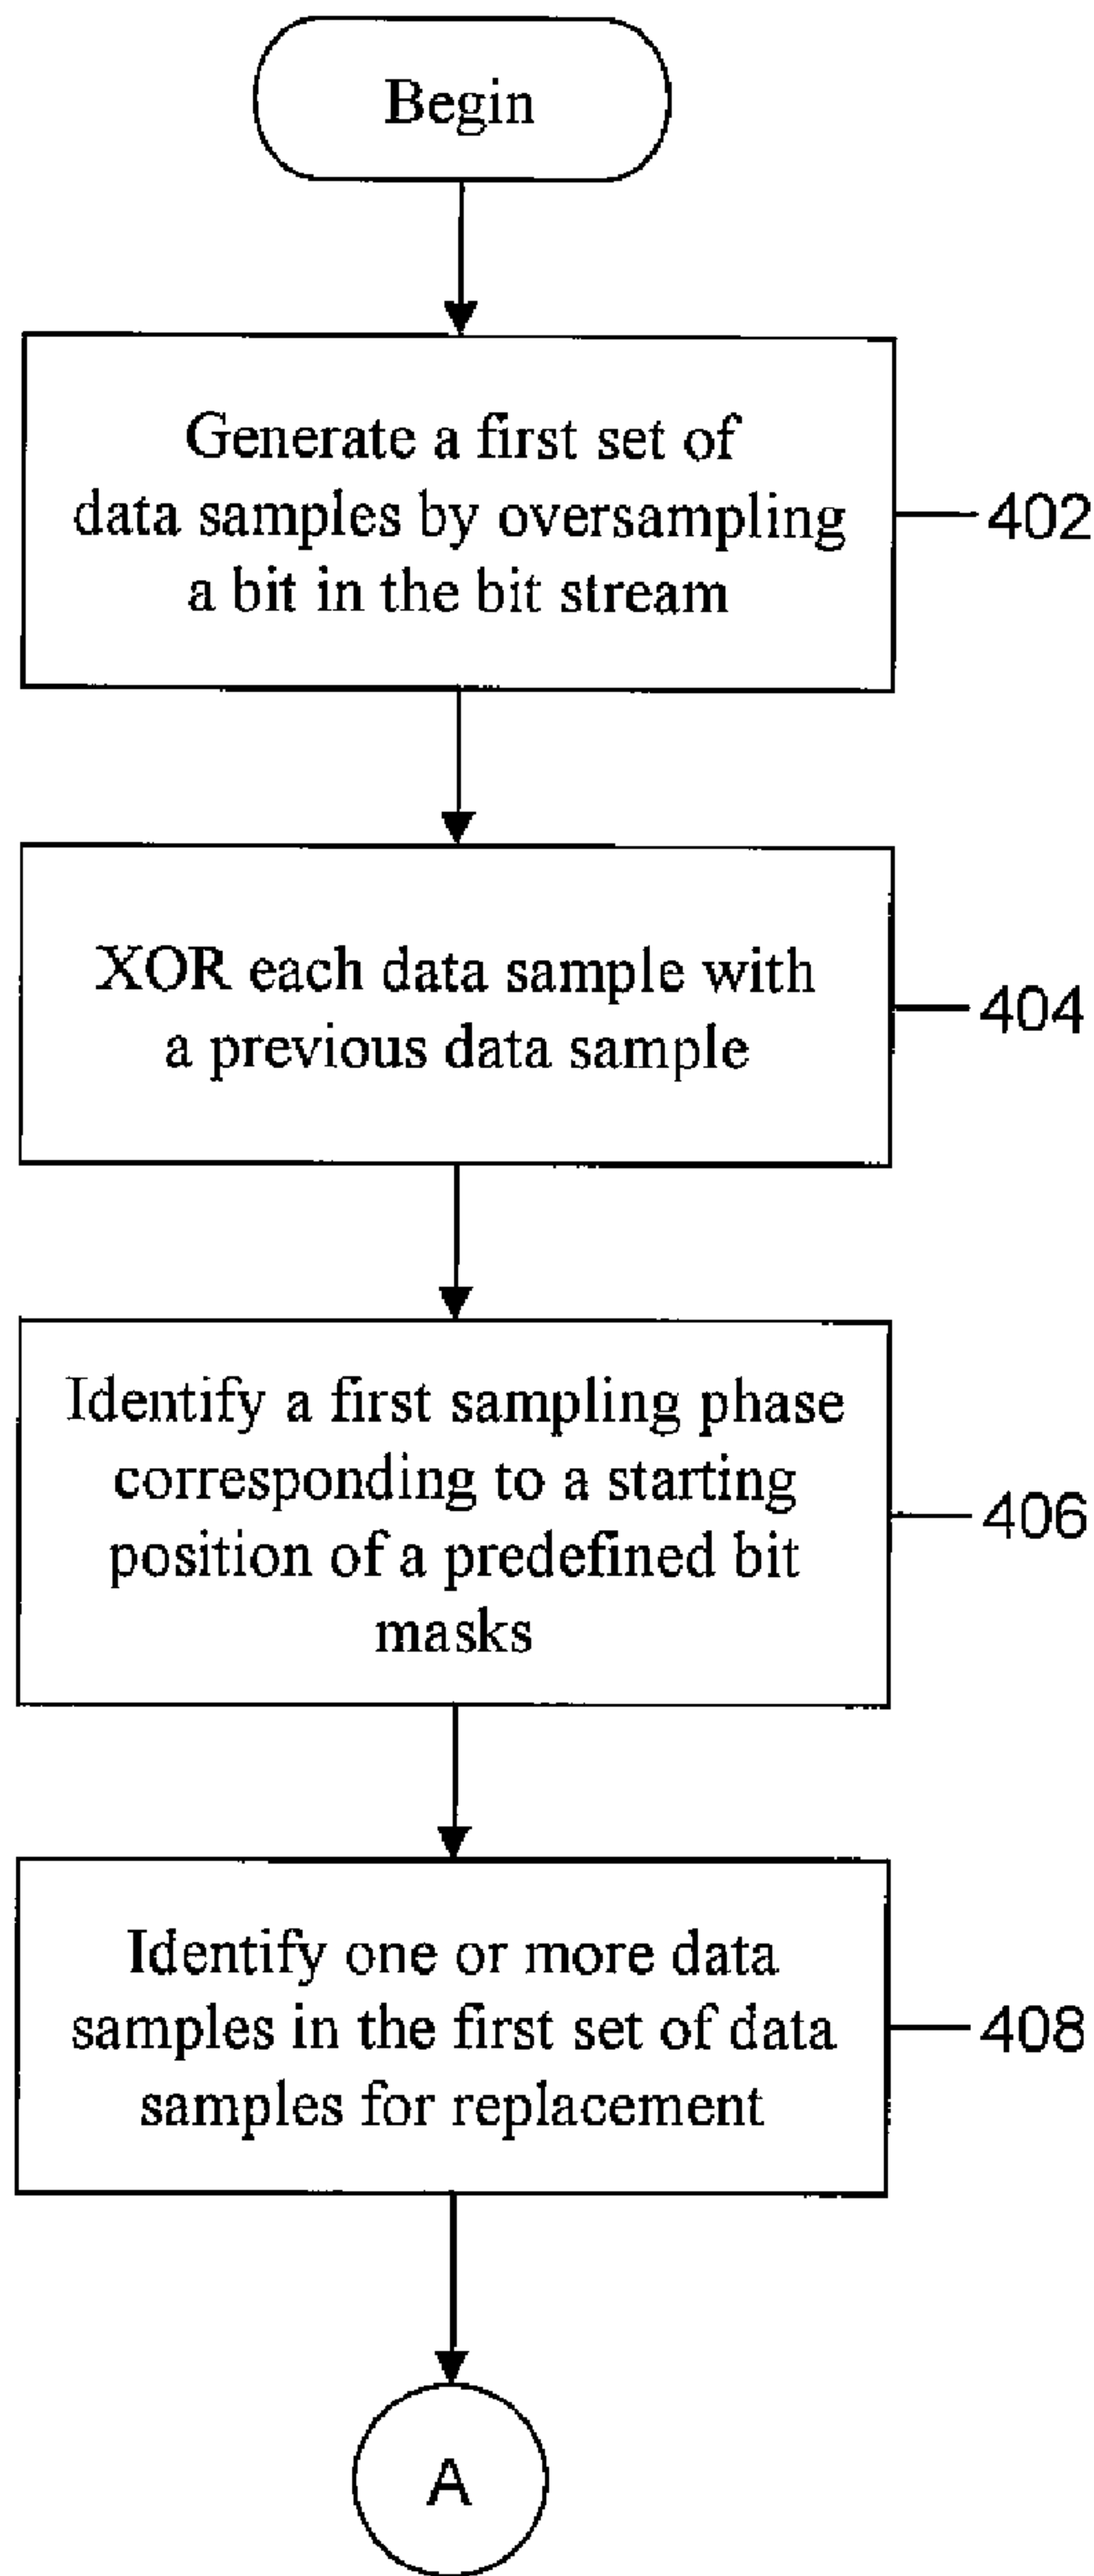 Begin
Generate a first set of
data samples by oversampling
a bit in the bit stream
402
XOR each data sample with
a previous data sample
404
Identify a first sampling phase
corresponding to a starting
position of a predefined bit
masks
406
Identify one or more data
samples in the first set of data
samples for replacement
408
A